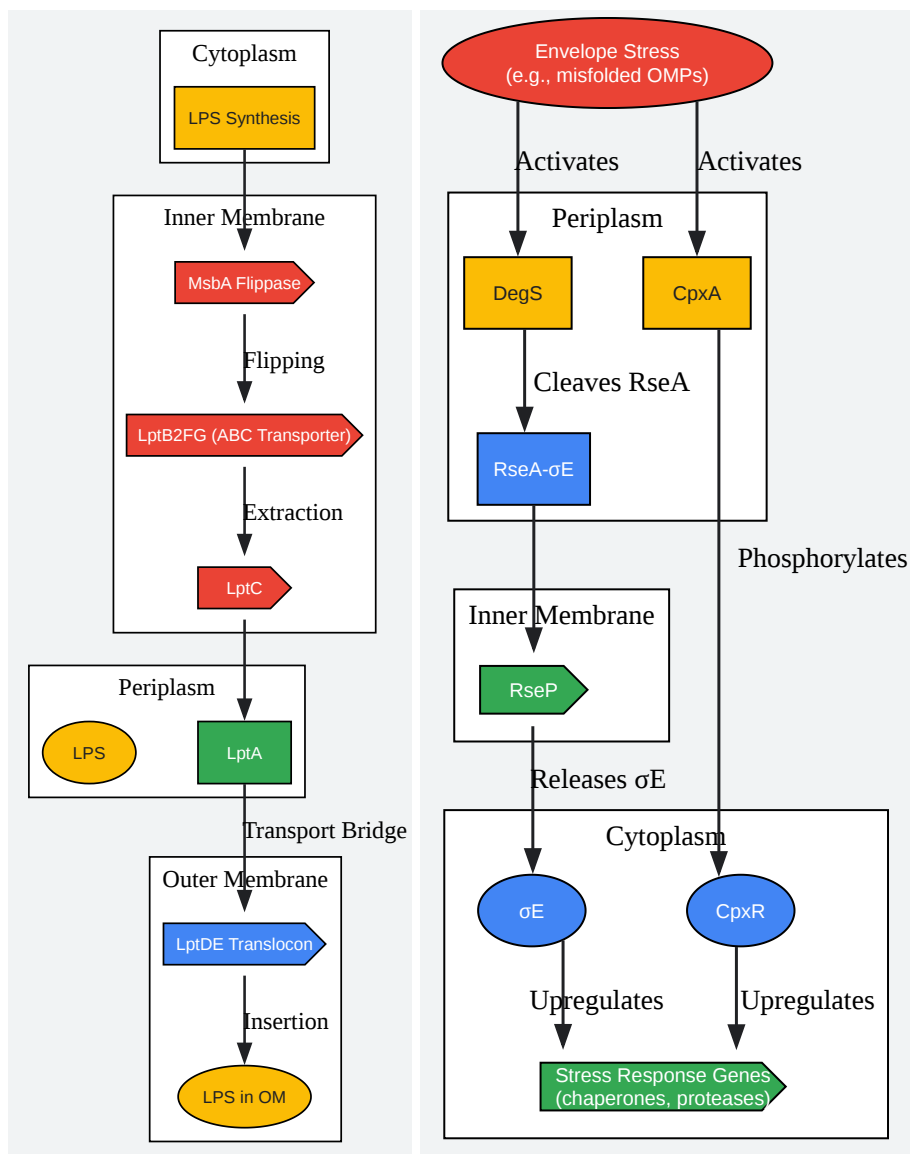 Cytoplasm
LPS Synthesis
Inner Membrane
MsbA Flippase
Flipping
LptB2FG (ABC Transporter)
Extraction
LptC
Periplasm
LPS
LptA
Transport Bridge
Outer Membrane
LptDE Translocon
Insertion
LPS in OM
Envelope Stress
(e.g., misfolded OMPs)
Activates
Activates
Periplasm
DegS
CpxA
Cleaves RseA
RseA-σE
Phosphorylates
Inner Membrane
RseP
Releases σE
Cytoplasm
σE
CpxR
Upregulates
Upregulates
Stress Response Genes
(chaperones, proteases)